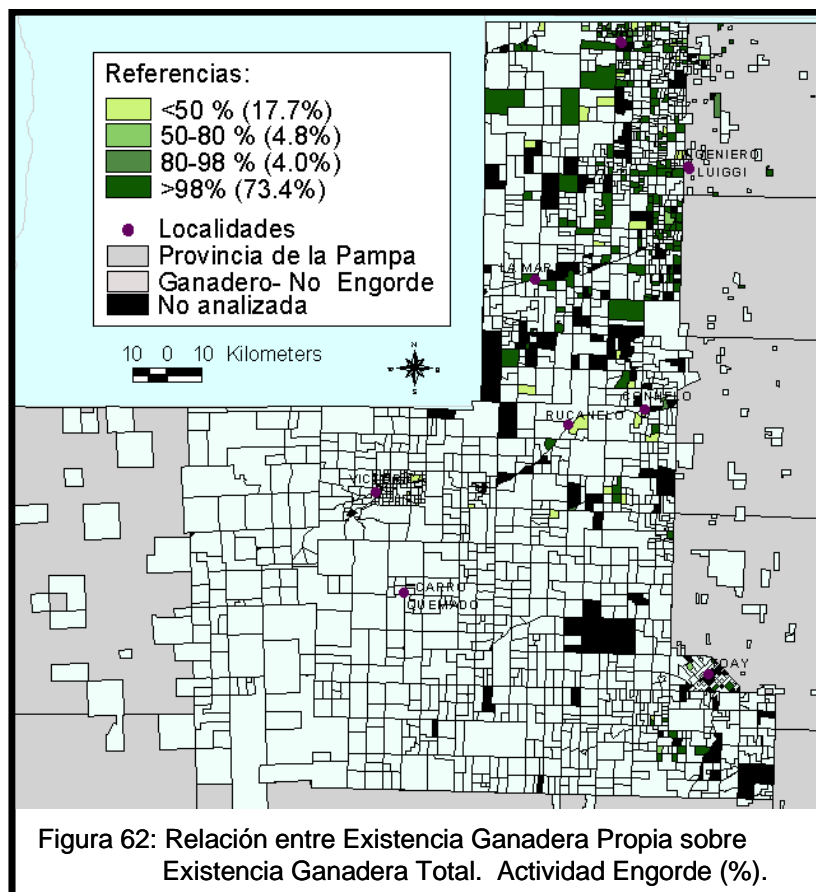 Referencias:
<50 % (17.7%)
50-80 % (4.8%)
80-98 % (4.0%)
>98% (73.4%)
Localidades
Provincia de la Pampa
Ganadero- No Engorde
No analizada
10 0 10 Kilometers
N
S
LUIGGI
LA MAR
RUCANELO
CARRO
QUEMADO
TOAY
Figura 62: Relación entre Existencia Ganadera Propia sobre
Existencia Ganadera Total. Actividad Engorde (%).